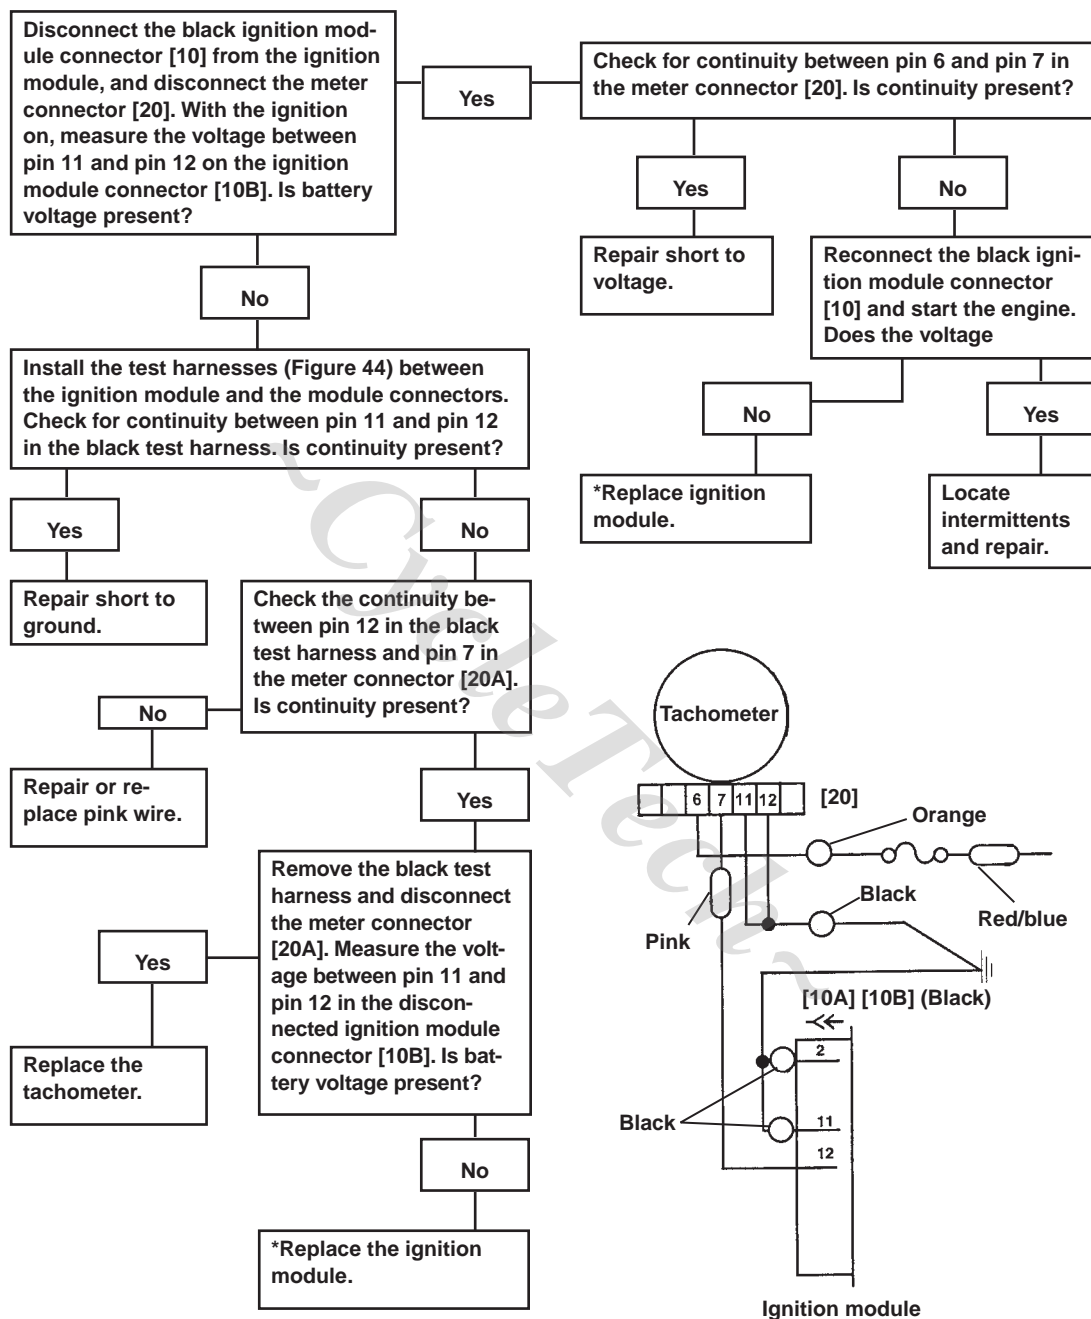 Disconnect the black ignition mod-
ule connector [10] from the ignition
module, and disconnect the meter
connector [20]. With the ignition
on, measure the voltage between
pin 11 and pin 12 on the ignition
module connector [10B]. Is battery
voltage present?
Yes
Check for continuity between pin 6 and pin 7 in
the meter connector [20]. Is continuity present?
Yes
No
Repair short to
voltage.
Reconnect the black igni-
tion module connector
[10] and start the engine.
Does the voltage
No
Yes
*Replace ignition
module.
Locate
intermittents
and repair.
No
Install the test harnesses (Figure 44) between
the ignition module and the module connectors.
Check for continuity between pin 11 and pin 12
in the black test harness. Is continuity present?
Yes
No
Repair short to
ground.
Check the continuity be-
tween pin 12 in the black
test harness and pin 7 in
the meter connector [20A].
Is continuity present?
No
Repair or re-
place pink wire.
Yes
Remove the black test
harness and disconnect
the meter connector
[20A]. Measure the volt-
age between pin 11 and
pin 12 in the discon-
nected ignition module
connector [10B]. Is bat-
tery voltage present?
Yes
Replace the
tachometer.
No
*Replace the ignition
module.
Tachometer
6 7 11 12 [20]
Orange
Red/blue
Black
Pink
[10A] [10B] (Black)
2
Black
11
12
Ignition module
~CycleTech~